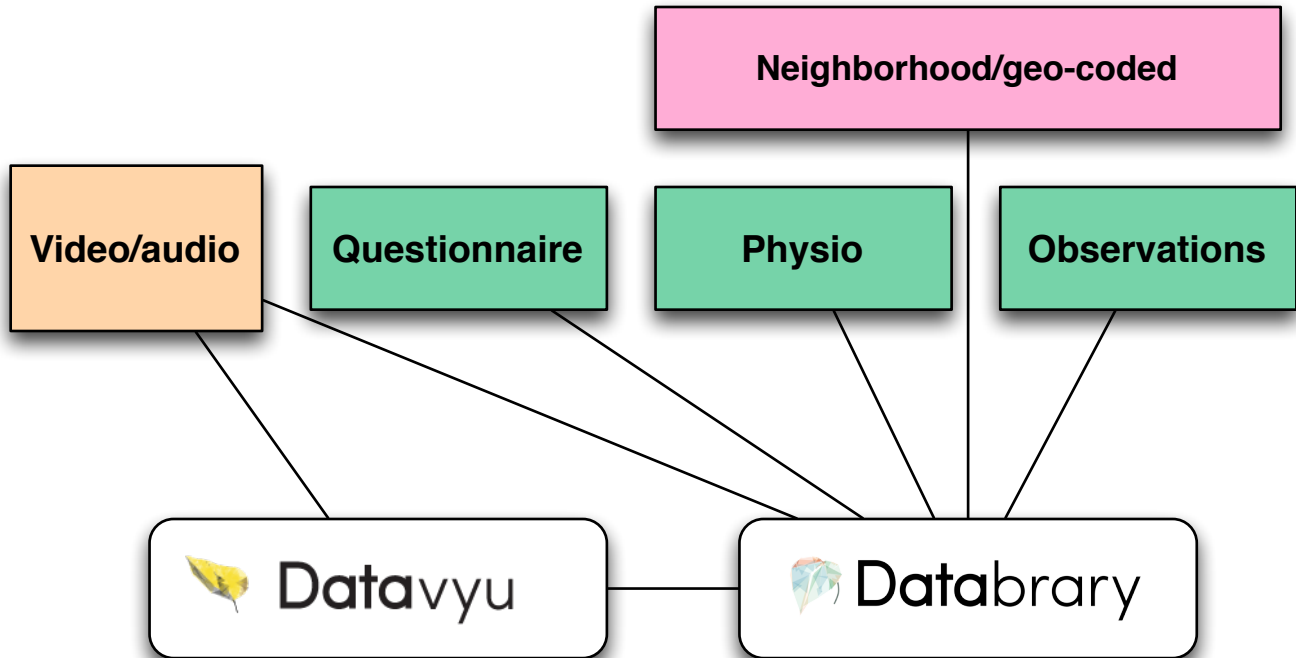 Neighborhood/geo-coded
Video/audio
Questionnaire
Physio
Observations
Datavyu
Databrary